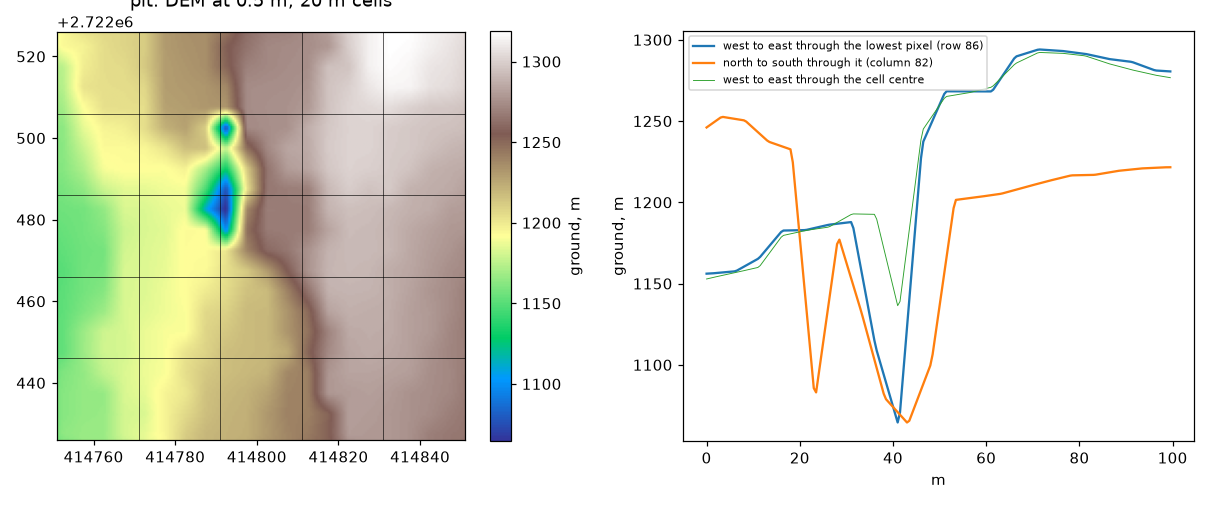 pit: DEM at 0.5 m, 20 m cells
+2.722e6
520
500
480
460
440
414760 414780 414800 414820 414840
1300
1250
1200
1150
1100
ground, m
1300
1250
1200
1150
1100
ground, m
west to east through the lowest pixel (row 86)
north to south through it (column 82)
west to east through the cell centre
0 20 40 60 80 100
m